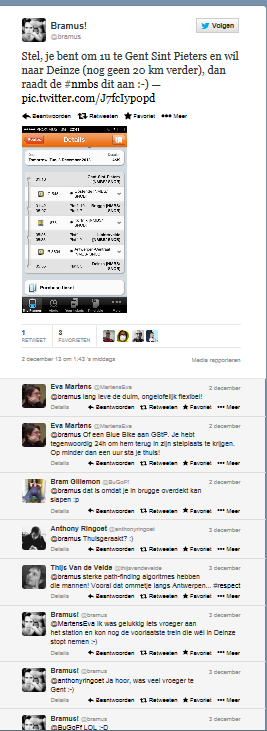 Bramus!
@bramus
Volgen
Stel, je bent om 1u te Gent Sint Pieters en wil
naar Deinze (nog geen 20 km verder), dan
raadt de #nmbs dit aan :-) —
pic.twitter.com/J7fcIypopd
Beantwoorden Retweeten Favoriet Meer
Details
1 RETWEET
3 FAVORIETEN
2 december 13 om 1:43 's middags
Media rapporteren
Eva Martens @MartensEva 2 december
@bramus lang leve de duim, ongelofelijk flexibel!
Details Beantwoorden Retweeten Favoriet Meer
Eva Martens @MartensEva 2 december
@bramus Of een Blue Bike aan GStP. Je hebt
tegenwoordig 24h om hem terug in zijn stelplaats te krijgen.
Op minder dan een uur sta je thuis!
Details Beantwoorden Retweeten Favoriet Meer
Bram Gillemon @BuGoFf 2 december
@bramus dat is omdat je in brugge overdekt kan
slapen :p
Details Beantwoorden Retweeten Favoriet Meer
Anthony Ringoet @anthonyringoet 3 december
@bramus Thuisgeraakt? :)
Details Beantwoorden Retweeten Favoriet Meer
Thijs Van de Velde @thijsvandevelde 3 december
@bramus sterke path-finding algoritmes hebben
die mannen! Vooral dat ommetje langs Antwerpen... #respect
Details Beantwoorden Retweeten Favoriet Meer
Bramus! @bramus 3 december
@MartensEva Ik was gelukkig iets vroeger aan
het station en kon nog de voorlaatste trein die wél in Deinze
stopt nemen :-)
Details Beantwoorden Retweeten Favoriet Meer
Bramus! @bramus 3 december
@anthonyringoet Ja hoor, was veel vroeger te
Gent :-)
Details Beantwoorden Retweeten Favoriet Meer
Bramus! @bramus 3 december
@BuGoFf LOL :-D